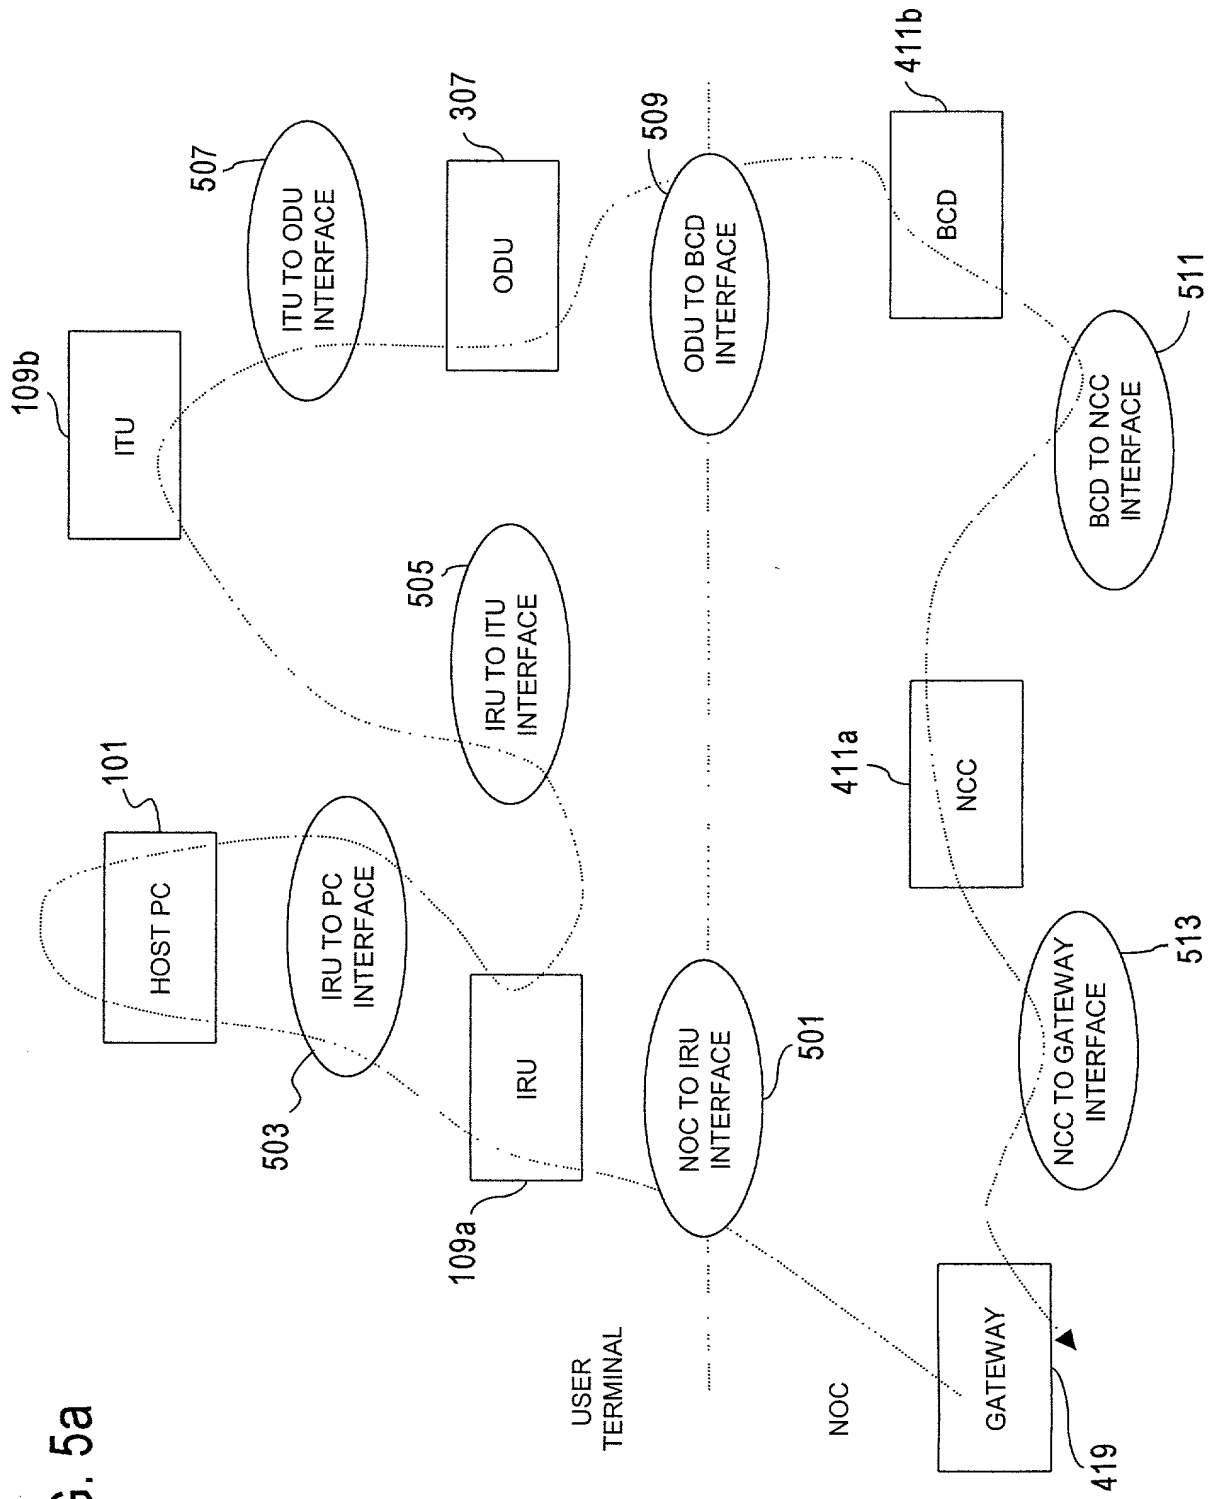 G. 5a
USER
TERMINAL
NOC
GATEWAY
419
NOC TO IRU
INTERFACE
501
109a
IRU
503
IRU TO PC
INTERFACE
HOST PC
101
IRU TO ITU
INTERFACE
505
ITU
109b
ITU TO ODU
INTERFACE
507
ODU
307
ODU TO BCD
INTERFACE
509
BCD
411b
BCD TO NCC
INTERFACE
511
NCC
411a
NCC TO GATEWAY
INTERFACE
513